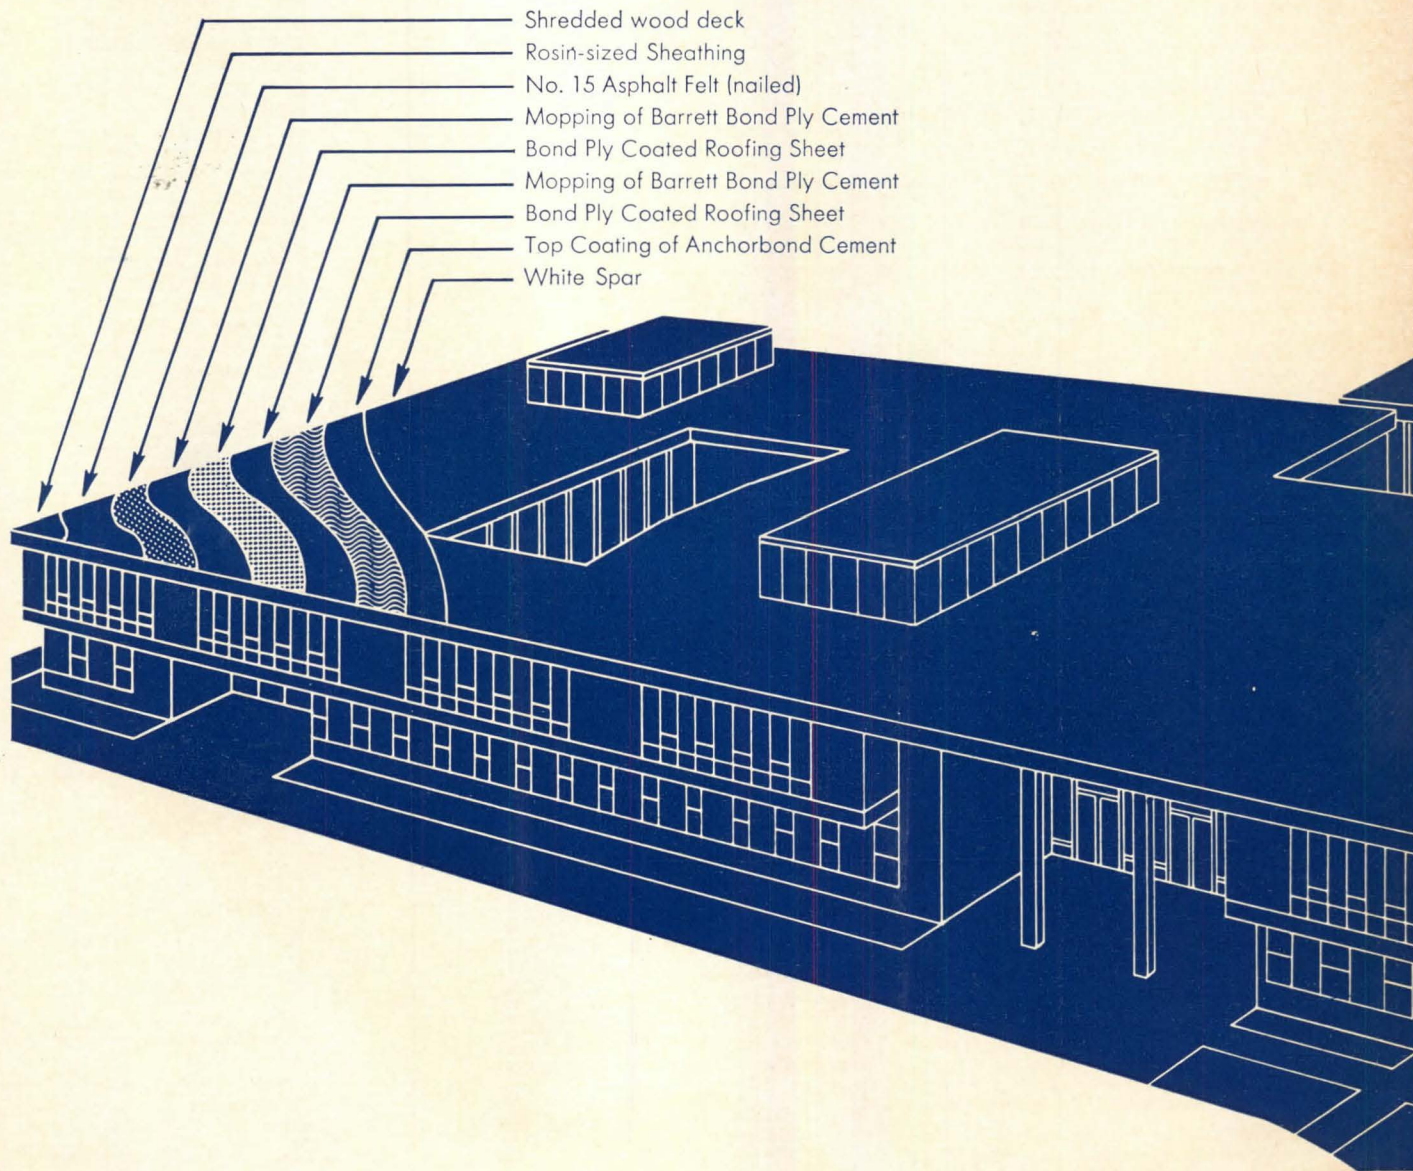 Shredded wood deck
Rosin-sized Sheathing
No. 15 Asphalt Felt (nailed)
Mopping of Barrett Bond Ply Cement
Bond Ply Coated Roofing Sheet
Mopping of Barrett Bond Ply Cement
Bond Ply Coated Roofing Sheet
Top Coating of Anchorbond Cement
White Spar